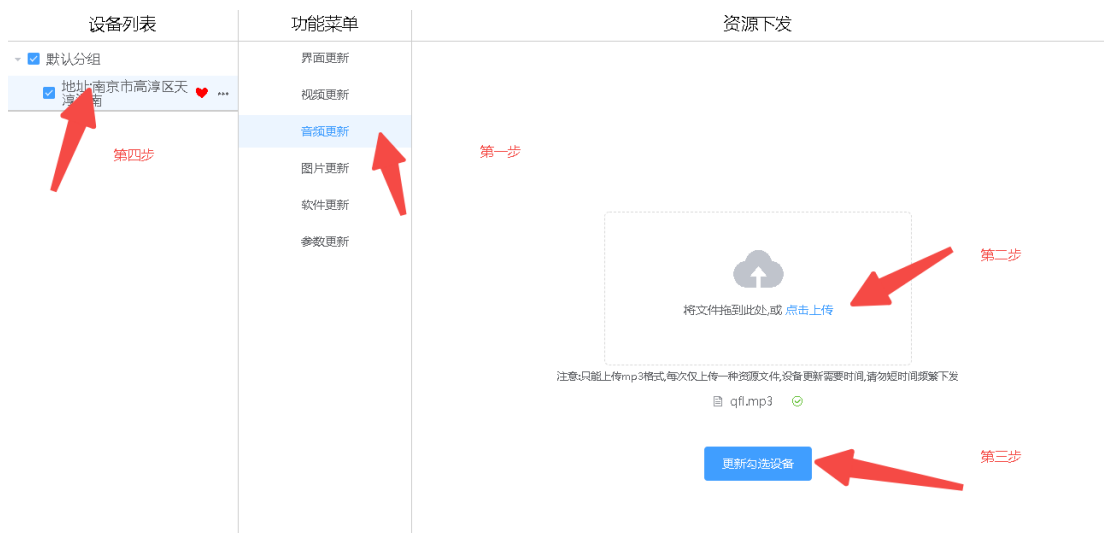 设备列表
功能菜单
资源下发
默认分组
地址:南京市高淳区天
南
第四步
界面更新
视频更新
音频更新
图片更新
软件更新
参数更新
第一步
第二步
将文件拖到此处,或 点击上传
注意:只能上传mp3格式,每次仅上传一种资源文件,设备更新需要时间,请勿短时间频繁下发
qfl.mp3
更新勾选设备
第三步